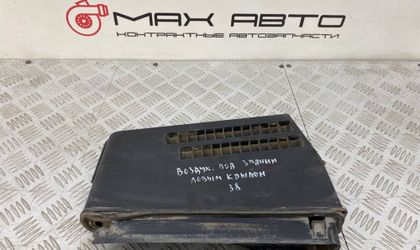 MAX АВТО
КОНТРАКТНЫЕ АВТОЗАПЧАСТИ
ВОЗДУХ. ПОД ЗАДНИМ
ЛЕВЫМ КРЫЛОМ
38